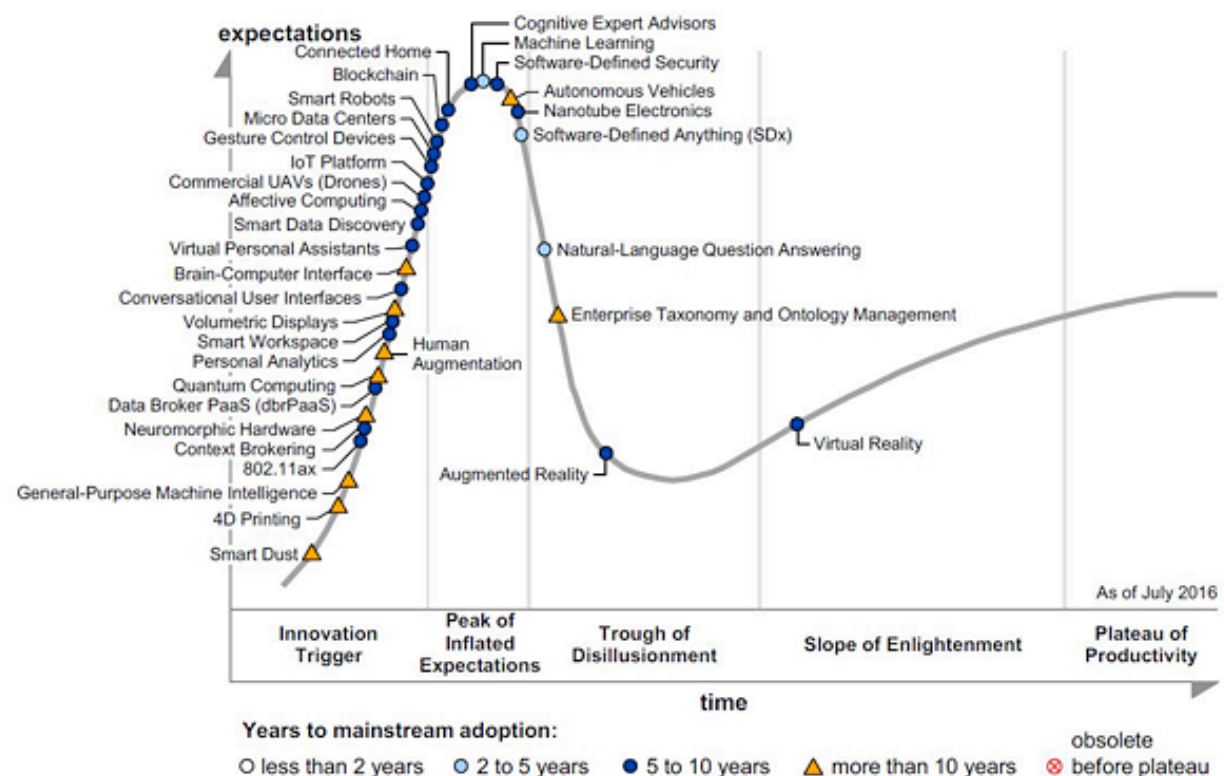 expectations
Cognitive Expert Advisors
Machine Learning
Software-Defined Security
Connected Home
Blockchain
Autonomous Vehicles
Smart Robots
Nanotube Electronics
Micro Data Centers
Software-Defined Anything (SDx)
Gesture Control Devices
IoT Platform
Commercial UAVs (Drones)
Affective Computing
Smart Data Discovery
Virtual Personal Assistants
Natural-Language Question Answering
Brain-Computer Interface
Conversational User Interfaces
Volumetric Displays
Enterprise Taxonomy and Ontology Management
Smart Workspace
Personal Analytics
Human
Augmentation
Quantum Computing
Data Broker PaaS (dbrPaaS)
Neuromorphic Hardware
Context Brokering
802.11ax
Virtual Reality
Augmented Reality
General-Purpose Machine Intelligence
4D Printing
Smart Dust
As of July 2016
Innovation
Trigger
Peak of
Inflated
Expectations
Trough of
Disillusionment
Slope of Enlightenment
Plateau of
Productivity
time
Years to mainstream adoption:
less than 2 years
2 to 5 years
5 to 10 years
more than 10 years
obsolete
before plateau